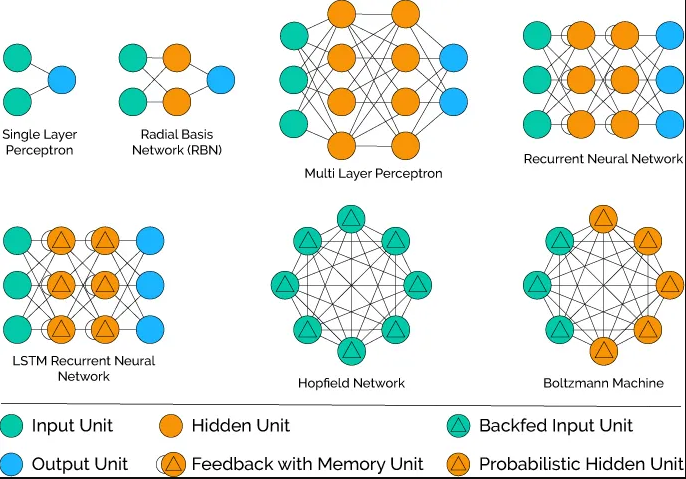 Single Layer
Perceptron
Radial Basis
Network (RBN)
Multi Layer Perceptron
Recurrent Neural Network
LSTM Recurrent Neural
Network
Hopfield Network
Boltzmann Machine
Input Unit
Hidden Unit
Backfed Input Unit
Output Unit
Feedback with Memory Unit
Probabilistic Hidden Unit